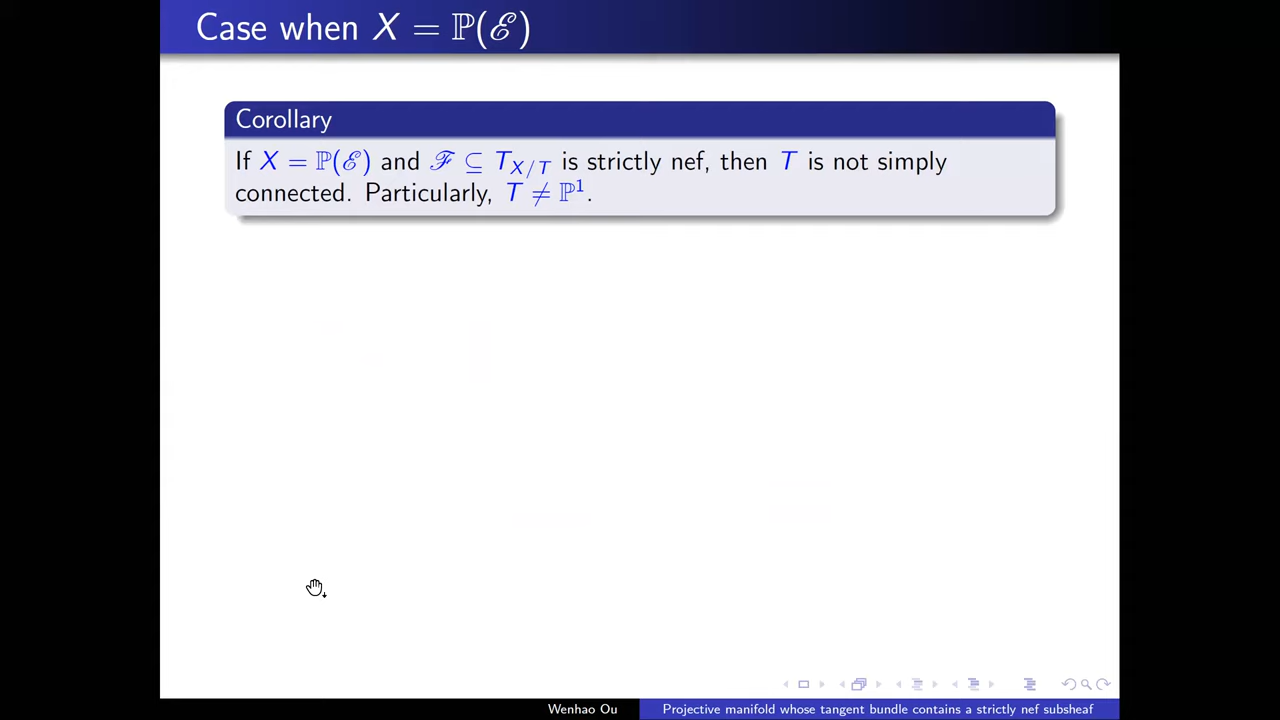 Case when X = ℙ(ℰ)
Corollary
If X = ℙ(ℰ) and ℱ ⊆ T_{X/T} is strictly nef, then T is not simply
connected. Particularly, T ≠ ℙ¹.
Wenhao Ou
Projective manifold whose tangent bundle contains a strictly nef subsheaf